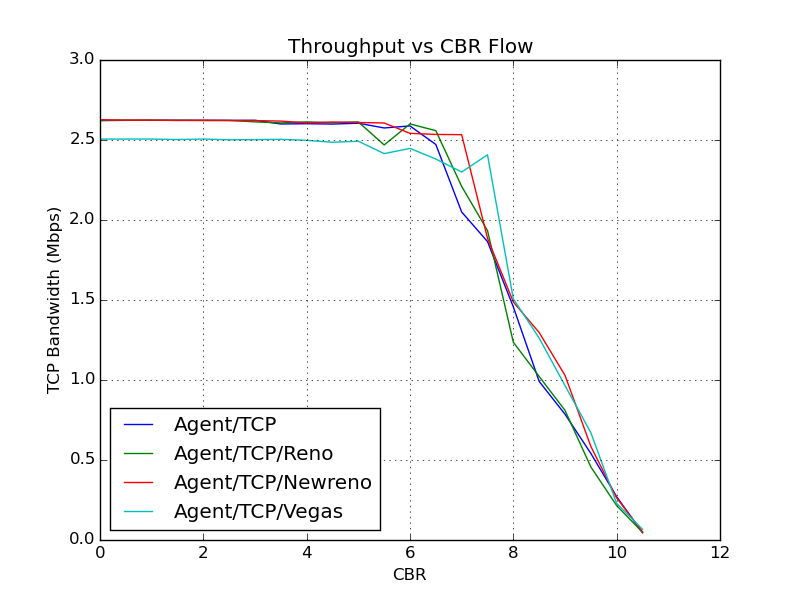 Throughput vs CBR Flow
3.0
2.5
2.0
1.5
1.0
0.5
0.0
TCP Bandwidth (Mbps)
Agent/TCP
Agent/TCP/Reno
Agent/TCP/Newreno
Agent/TCP/Vegas
0 2 4 6 8 10 12
CBR